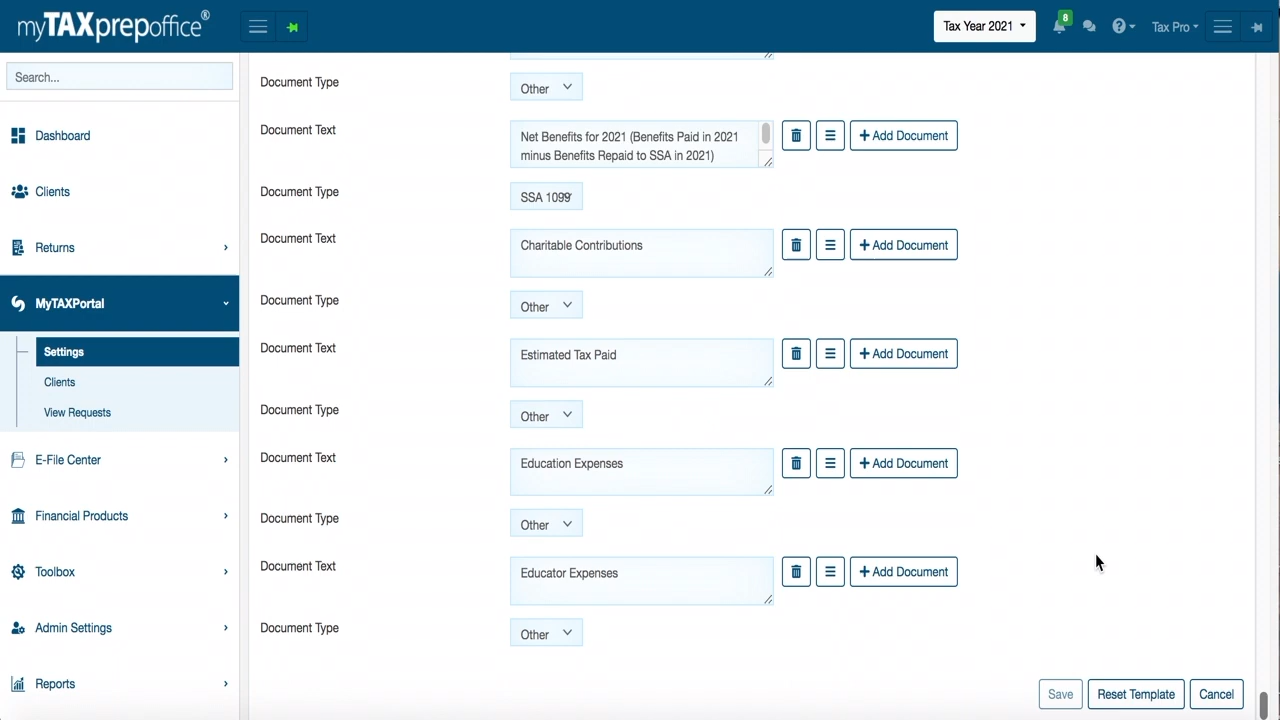 myTAXprepoffice®
Tax Year 2021
8
Tax Pro
Search...
Dashboard
Clients
Returns
MyTAXPortal
Settings
Clients
View Requests
E-File Center
Financial Products
Toolbox
Admin Settings
Reports
Document Type
Other
Document Text
Net Benefits for 2021 (Benefits Paid in 2021
minus Benefits Repaid to SSA in 2021)
+ Add Document
Document Type
SSA 1099
Document Text
Charitable Contributions
+ Add Document
Document Type
Other
Document Text
Estimated Tax Paid
+ Add Document
Document Type
Other
Document Text
Education Expenses
+ Add Document
Document Type
Other
Document Text
Educator Expenses
+ Add Document
Document Type
Other
Save
Reset Template
Cancel